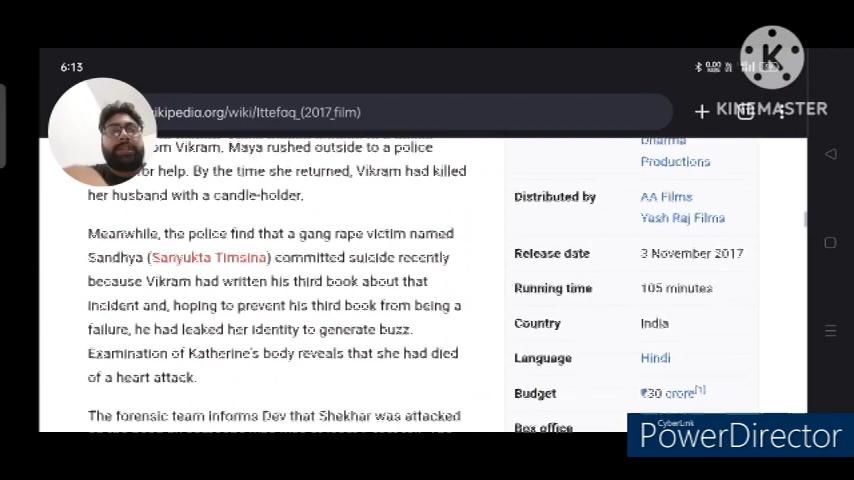 6:13
KINEMASTER
ikipedia.org/wiki/Ittefaq_(2017_film)
om Vikram. Maya rushed outside to a police
for help. By the time she returned, Vikram had killed
her husband with a candle-holder.
Meanwhile, the police find that a gang rape victim named
Sandhya (Sanyukta Timsina) committed suicide recently
because Vikram had written his third book about that
incident and, hoping to prevent his third book from being a
failure, he had leaked her identity to generate buzz.
Examination of Katherine's body reveals that she had died
of a heart attack.
The forensic team informs Dev that Shekhar was attacked
Dharma
Productions
Distributed by AA Films
Yash Raj Films
Release date 3 November 2017
Running time 105 minutes
Country India
Language Hindi
Budget ₹30 crore[1]
Box office
CyberLink
PowerDirector